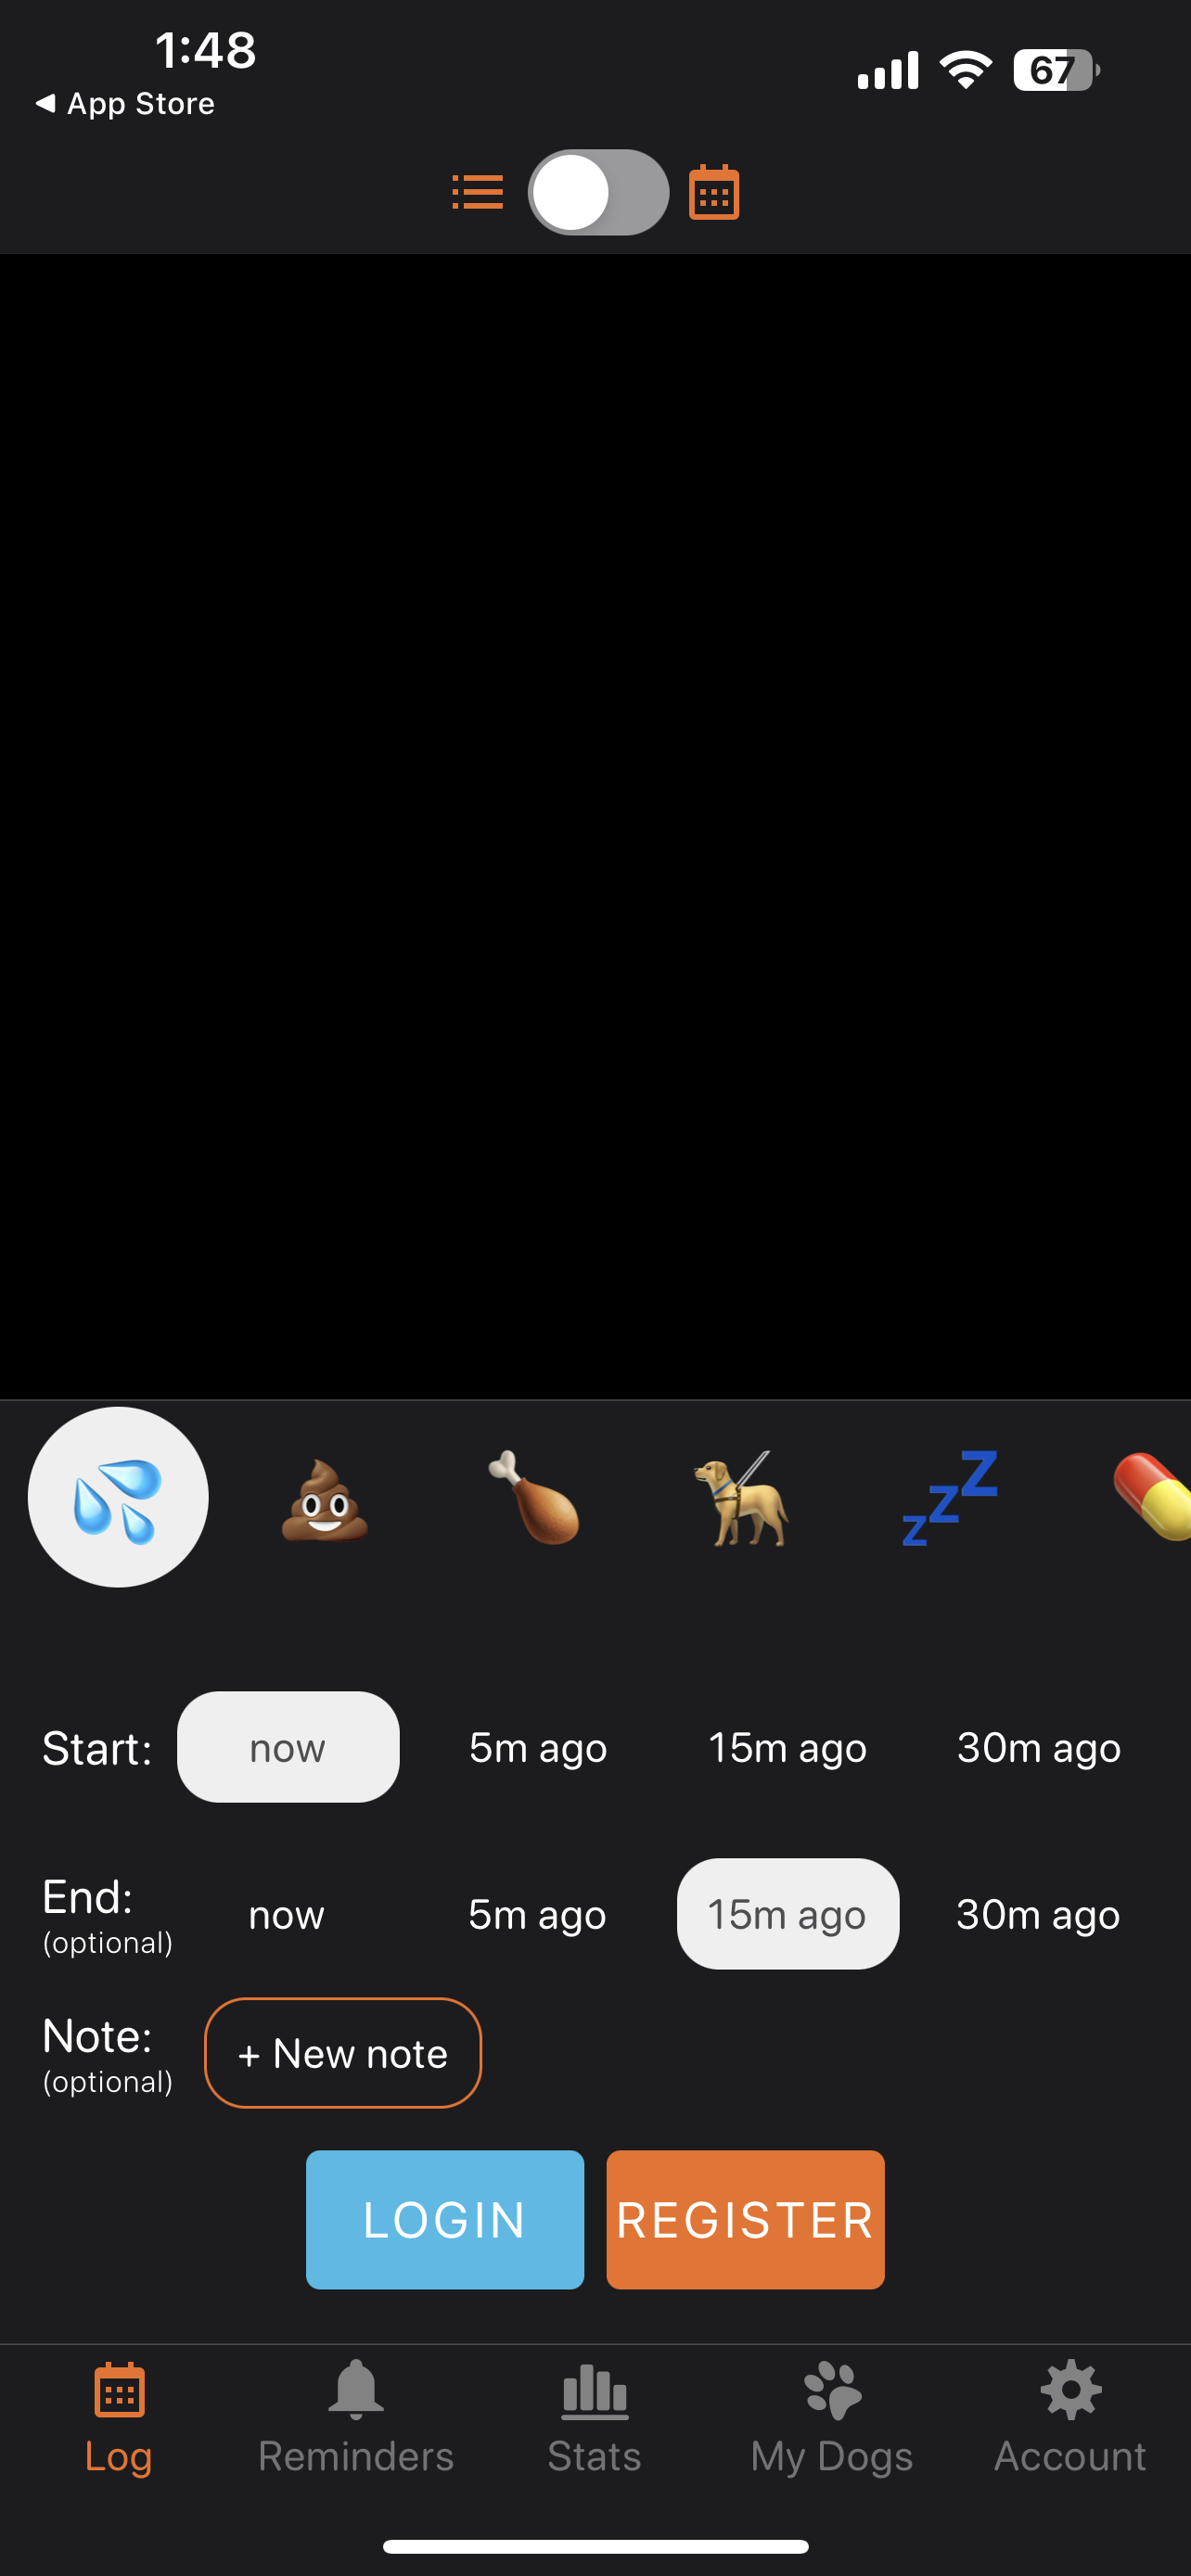 1:48
67
◀ App Store
Start: now 5m ago 15m ago 30m ago
End: now 5m ago 15m ago 30m ago
(optional)
Note: + New note
(optional)
LOGIN REGISTER
Log Reminders Stats My Dogs Account